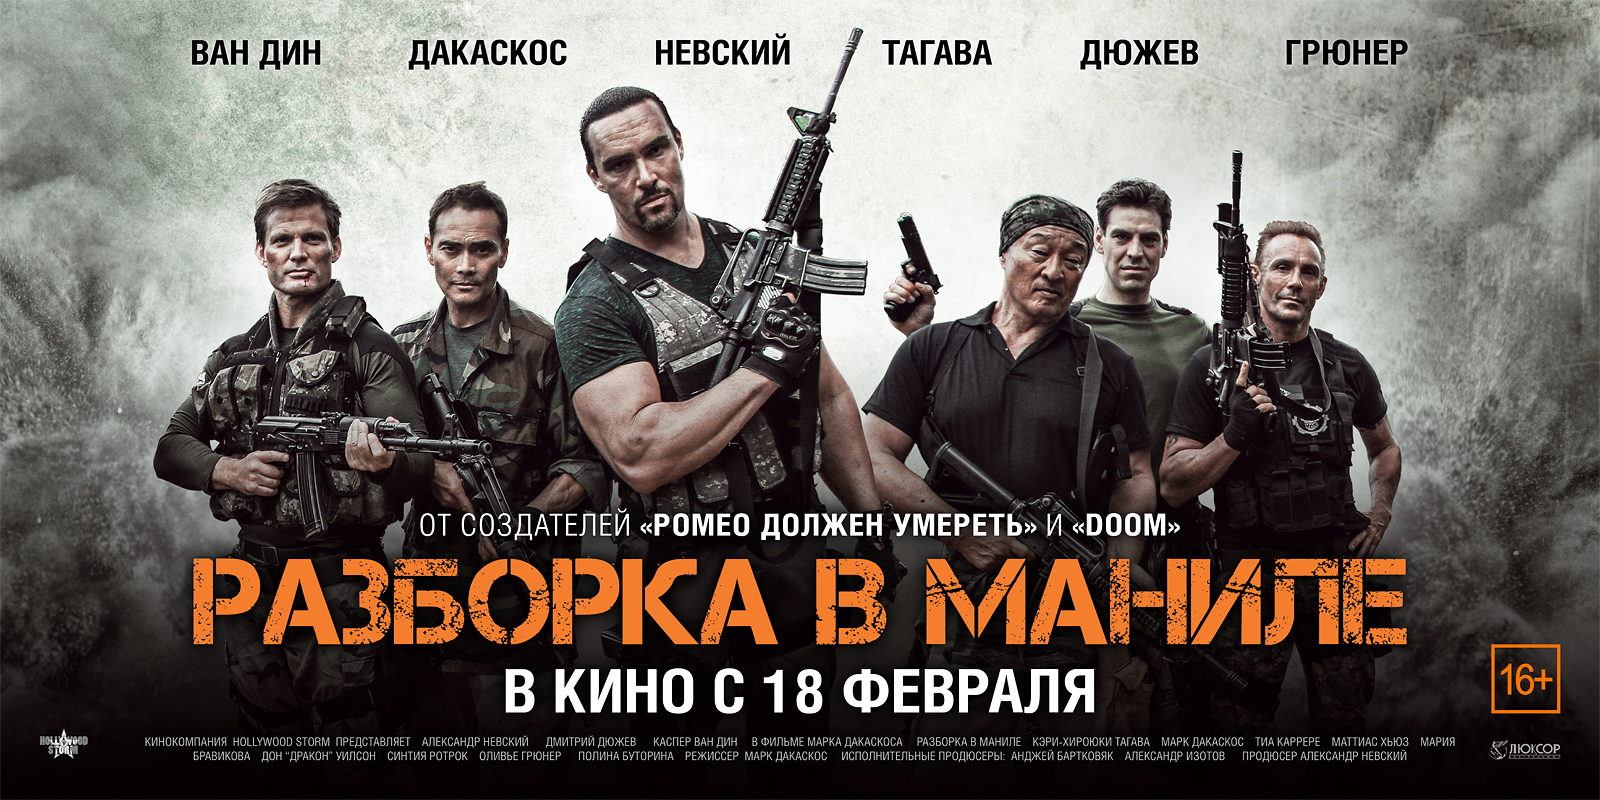 ВАН ДИН ДАКАСКОС НЕВСКИЙ ТАГАВА ДЮЖЕВ ГРЮНЕР
ОТ СОЗДАТЕЛЕЙ «РОМЕО ДОЛЖЕН УМЕРЕТЬ» И «DOOM»
РАЗБОРКА В МАНИЛЕ
В КИНО С 18 ФЕВРАЛЯ
16+
HOLLYWOOD
STORM
КИНОКОМПАНИЯ HOLLYWOOD STORM ПРЕДСТАВЛЯЕТ АЛЕКСАНДР НЕВСКИЙ ДМИТРИЙ ДЮЖЕВ КАСПЕР ВАН ДИН В ФИЛЬМЕ МАРКА ДАКАСКОСА РАЗБОРКА В МАНИЛЕ КЭРИ-ХИРОЮКИ ТАГАВА МАРК ДАКАСКОС ТИА КАРРЕРЕ МАТТИАС ХЬЮЗ МАРИЯ
БРАВИКОВА ДОН "ДРАКОН" УИЛСОН СИНТИЯ РОТРОК ОЛИВЬЕ ГРЮНЕР ПОЛИНА БУТОРИНА РЕЖИССЕР МАРК ДАКАСКОС ИСПОЛНИТЕЛЬНЫЕ ПРОДЮСЕРЫ: АНДЖЕЙ БАРТКОВЯК АЛЕКСАНДР ИЗОТОВ ПРОДЮСЕР АЛЕКСАНДР НЕВСКИЙ
ЛЮКСОР